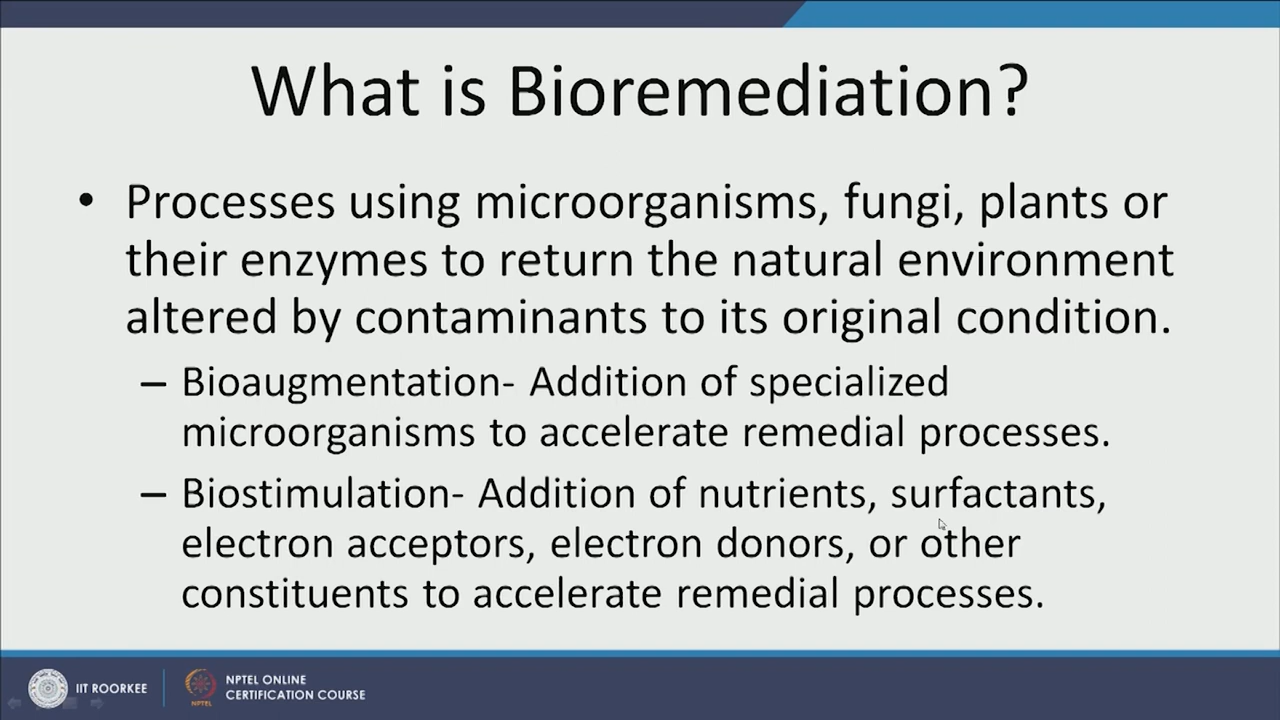 What is Bioremediation?
• Processes using microorganisms, fungi, plants or
their enzymes to return the natural environment
altered by contaminants to its original condition.
– Bioaugmentation- Addition of specialized
microorganisms to accelerate remedial processes.
– Biostimulation- Addition of nutrients, surfactants,
electron acceptors, electron donors, or other
constituents to accelerate remedial processes.
IIT ROORKEE
NPTEL
NPTEL ONLINE
CERTIFICATION COURSE